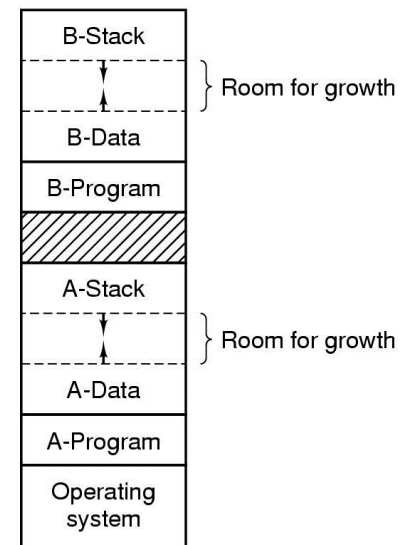 B-Stack
Room for growth
B-Data
B-Program
A-Stack
Room for growth
A-Data
A-Program
Operating
system